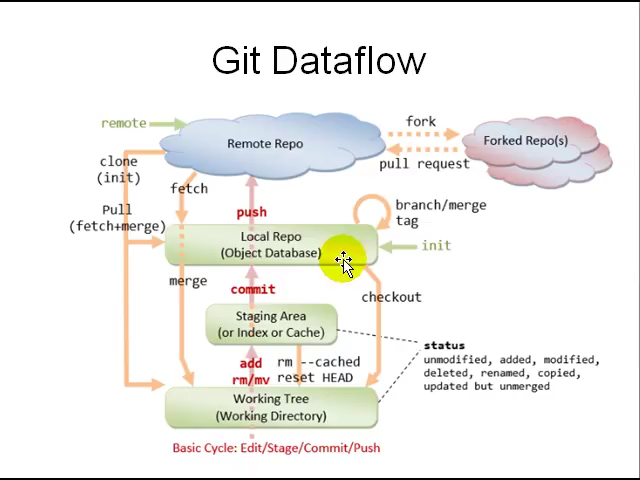 Git Dataflow
remote
Remote Repo
fork
Forked Repo(s)
pull request
clone
(init)
fetch
Pull
(fetch+merge)
push
branch/merge
tag
Local Repo
(Object Database)
init
merge
commit
checkout
Staging Area
(or Index or Cache)
status
unmodified, added, modified,
deleted, renamed, copied,
updated but unmerged
add
rm/mv
rm --cached
reset HEAD
Working Tree
(Working Directory)
Basic Cycle: Edit/Stage/Commit/Push